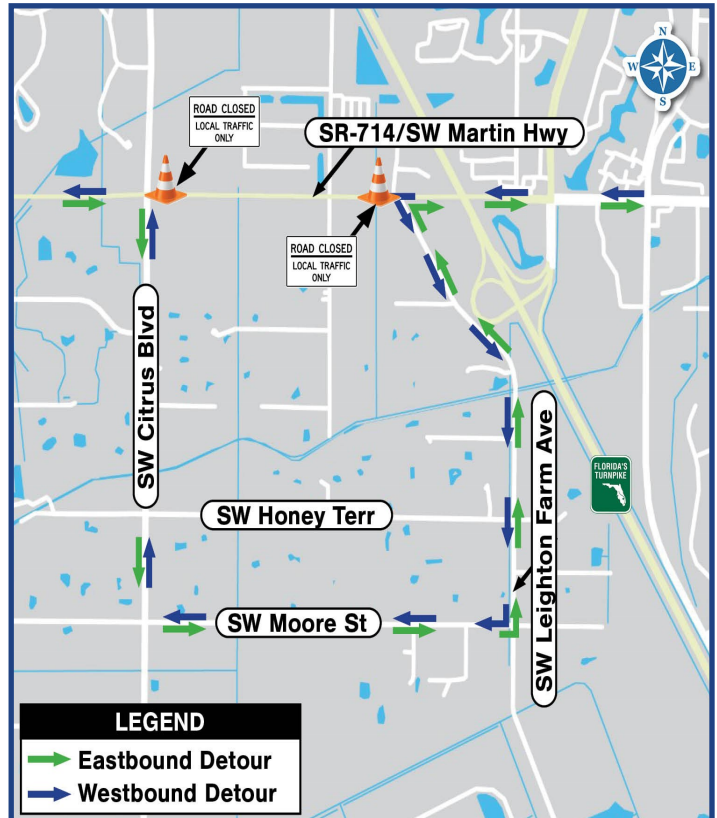 N
W
E
S
ROAD CLOSED
LOCAL TRAFFIC
ONLY
SR-714/SW Martin Hwy
ROAD CLOSED
LOCAL TRAFFIC
ONLY
SW Citrus Blvd
FLORIDA'S
TURNPIKE
SW Honey Terr
SW Leighton Farm Ave
SW Moore St
LEGEND
Eastbound Detour
Westbound Detour